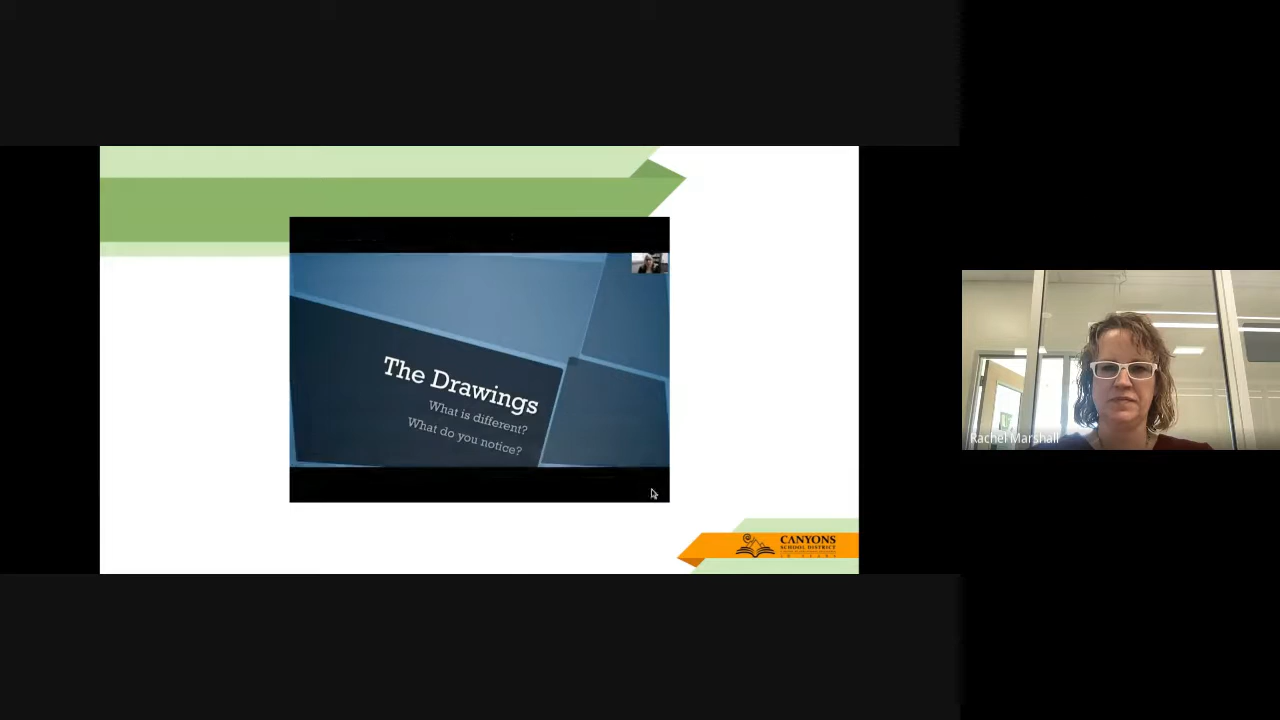 The Drawings
What is different?
What do you notice?
Rachel Marshall
CANYONS
SCHOOL DISTRICT